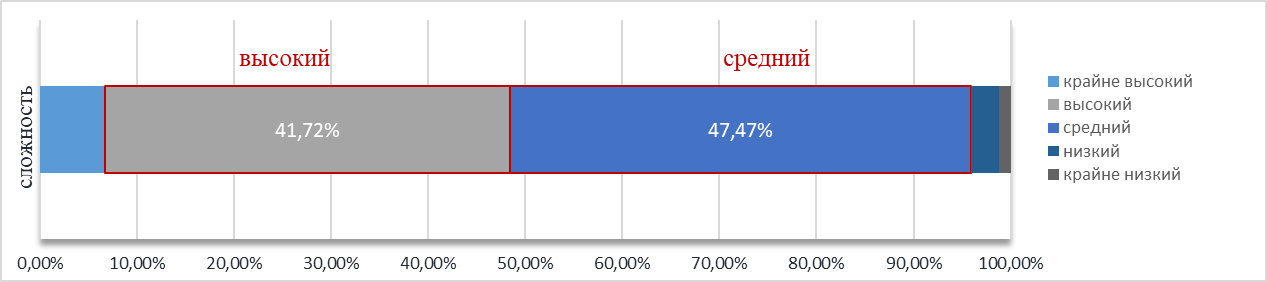 высокий
средний
сложность
41,72%
47,47%
крайне высокий
высокий
средний
низкий
крайне низкий
0,00% 10,00% 20,00% 30,00% 40,00% 50,00% 60,00% 70,00% 80,00% 90,00% 100,00%